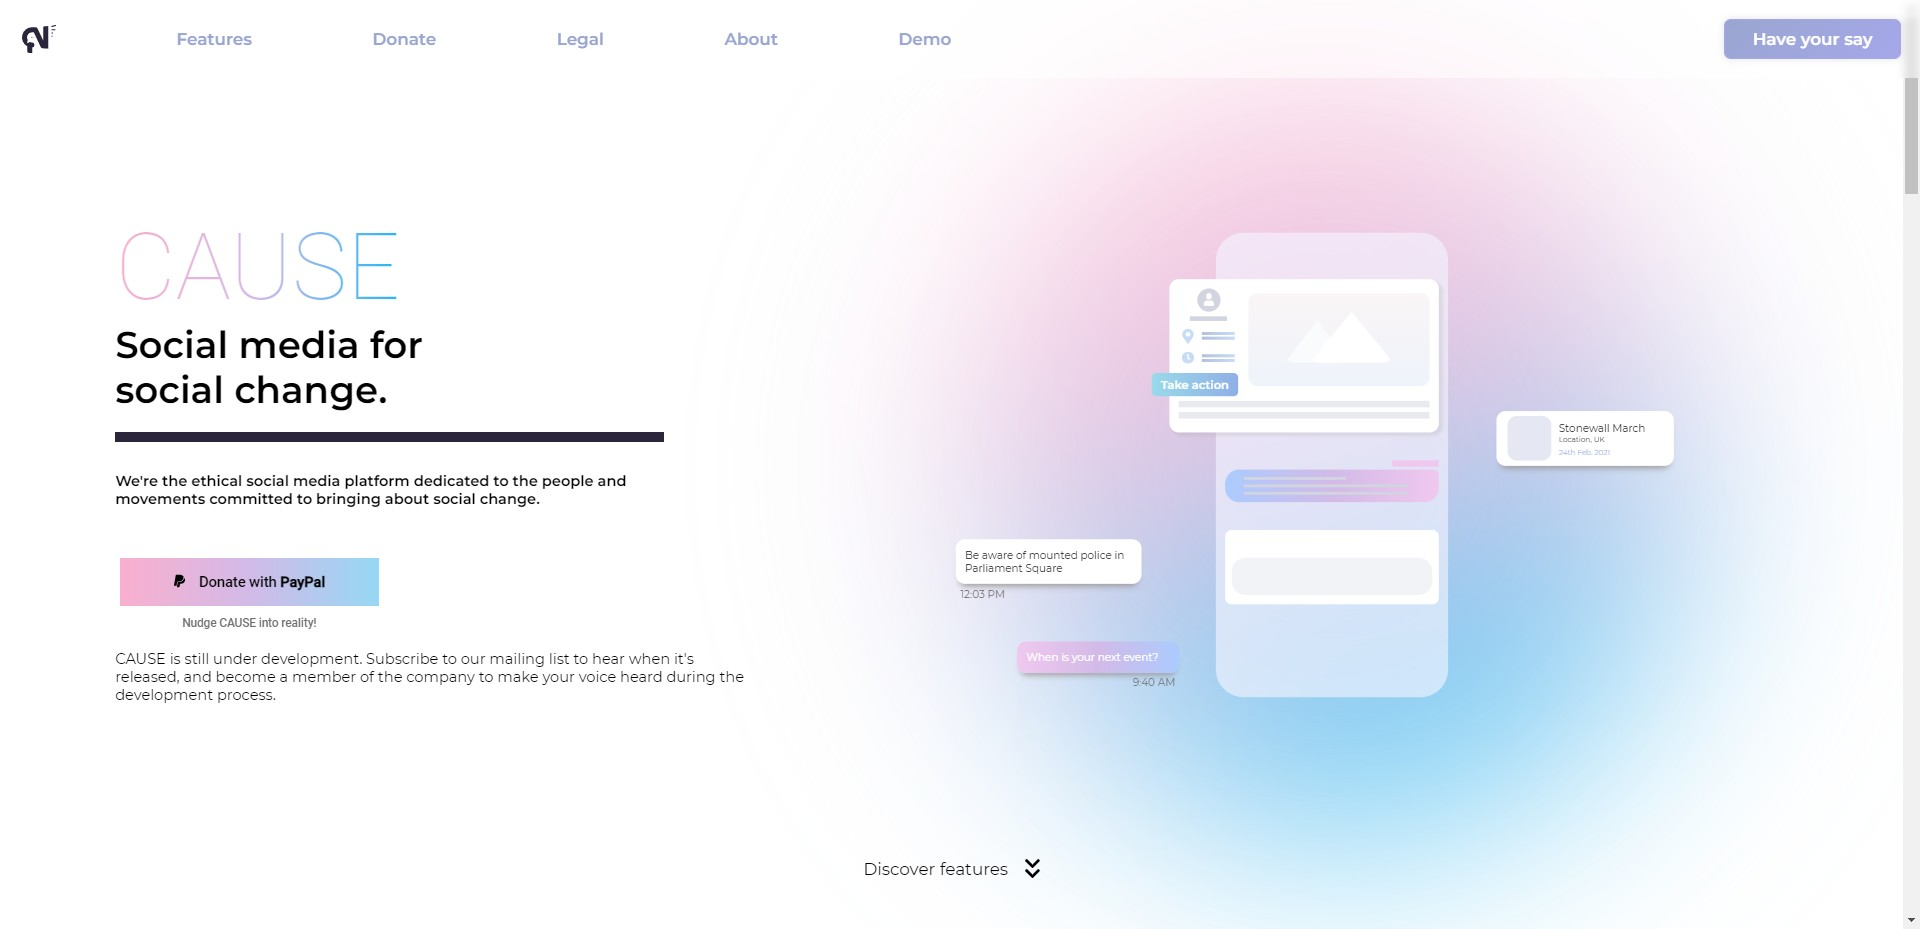 Features
Donate
Legal
About
Demo
Have your say
CAUSE
Social media for
social change.
We're the ethical social media platform dedicated to the people and
movements committed to bringing about social change.
Donate with PayPal
Nudge CAUSE into reality!
CAUSE is still under development. Subscribe to our mailing list to hear when it's
released, and become a member of the company to make your voice heard during the
development process.
Take action
Stonewall March
Location, UK
24th Feb. 2021
Be aware of mounted police in
Parliament Square
12:03 PM
When is your next event?
9:40 AM
Discover features